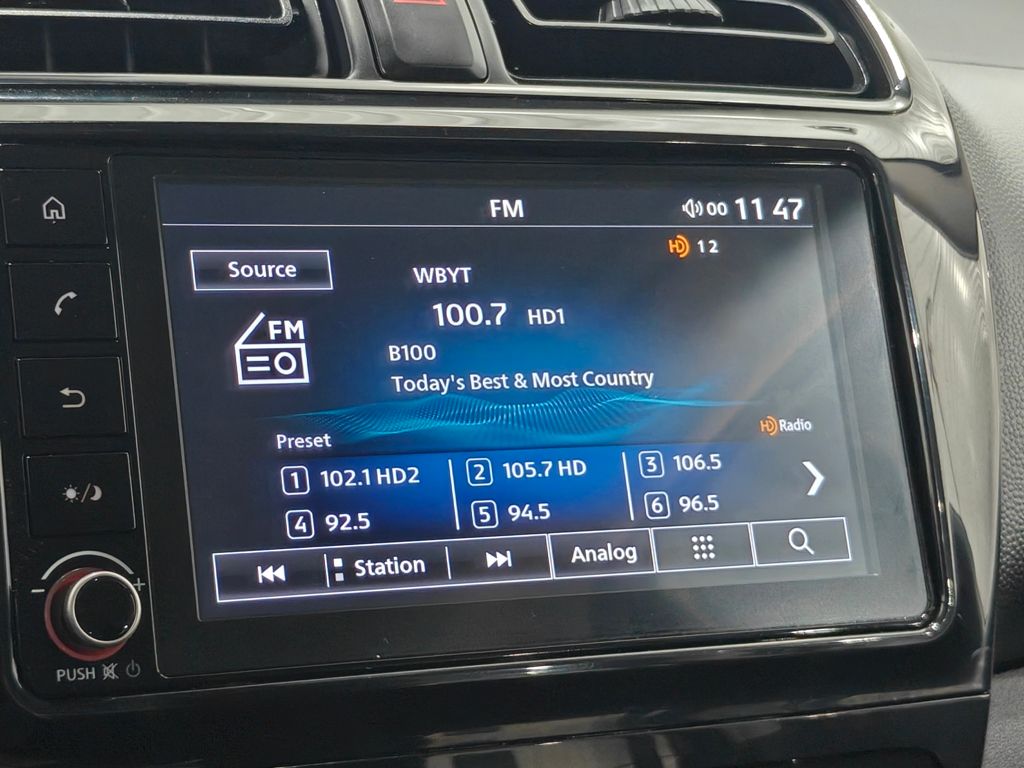 FM
00 11 47
HD 1 2
Source
WBYT
100.7 HD1
FM
B100
Today's Best & Most Country
HD Radio
Preset
1 102.1 HD2
2 105.7 HD
3 106.5
4 92.5
5 94.5
6 96.5
Station
Analog
- +
PUSH